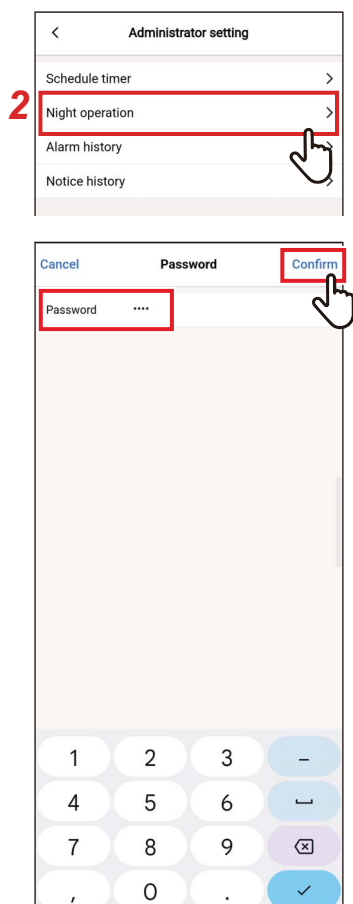 Administrator setting
Schedule timer
2
Night operation
Alarm history
Notice history
Cancel Password Confirm
Password ····
1 2 3 –
4 5 6
7 8 9
, 0 .